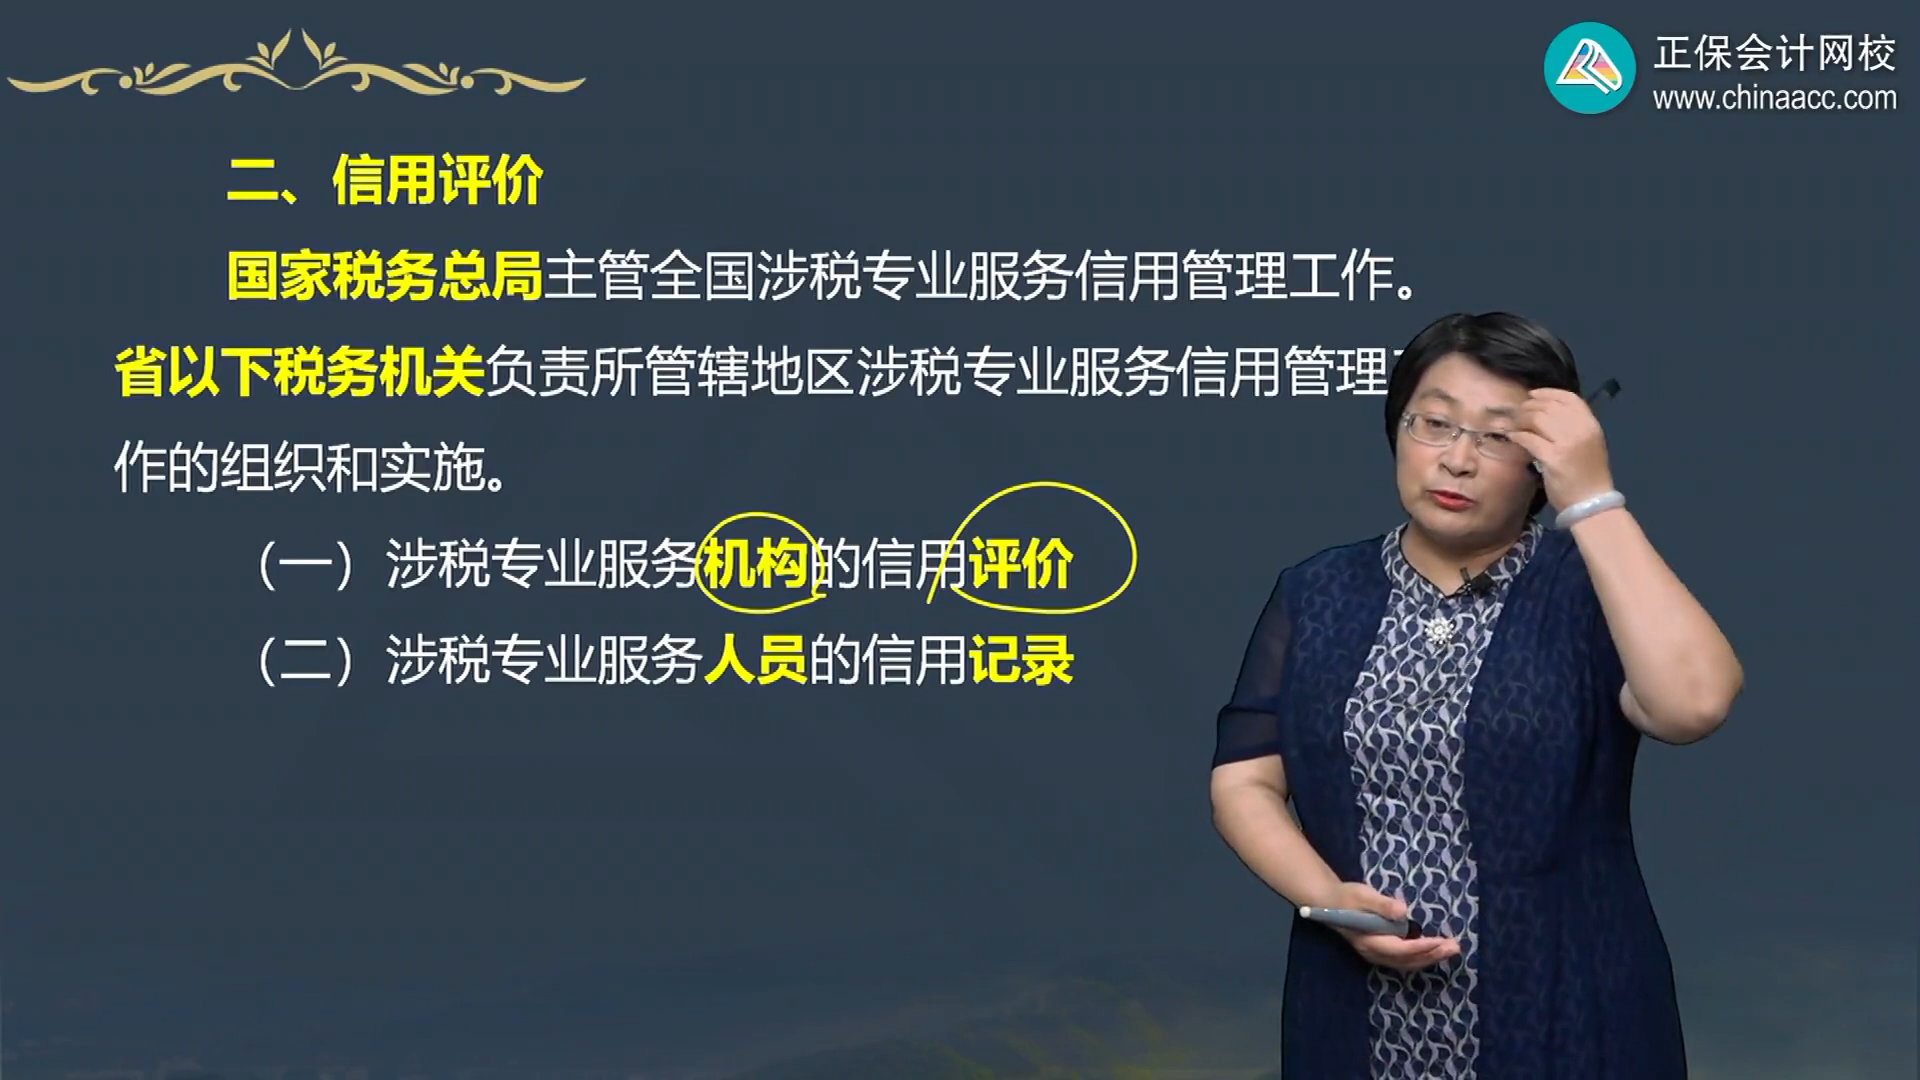 正保会计网校
www.chinaacc.com
二、信用评价
国家税务总局主管全国涉税专业服务信用管理工作。
省以下税务机关负责所管辖地区涉税专业服务信用管理
作的组织和实施。
（一）涉税专业服务机构的信用评价
（二）涉税专业服务人员的信用记录